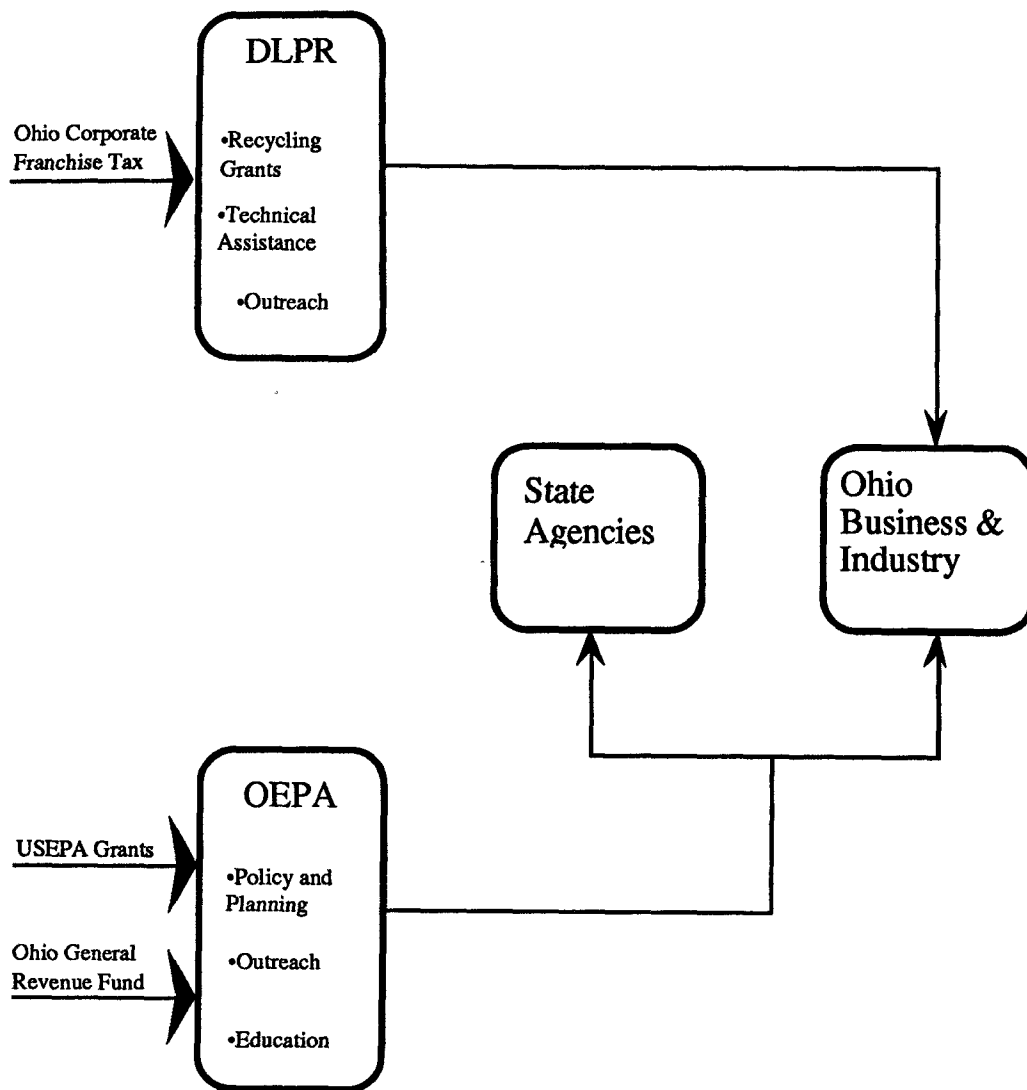 DLPR
Ohio Corporate
Franchise Tax
•Recycling
Grants
•Technical
Assistance
•Outreach
State
Agencies
Ohio
Business &
Industry
OEPA
USEPA Grants
•Policy and
Planning
Ohio General
Revenue Fund
•Outreach
•Education